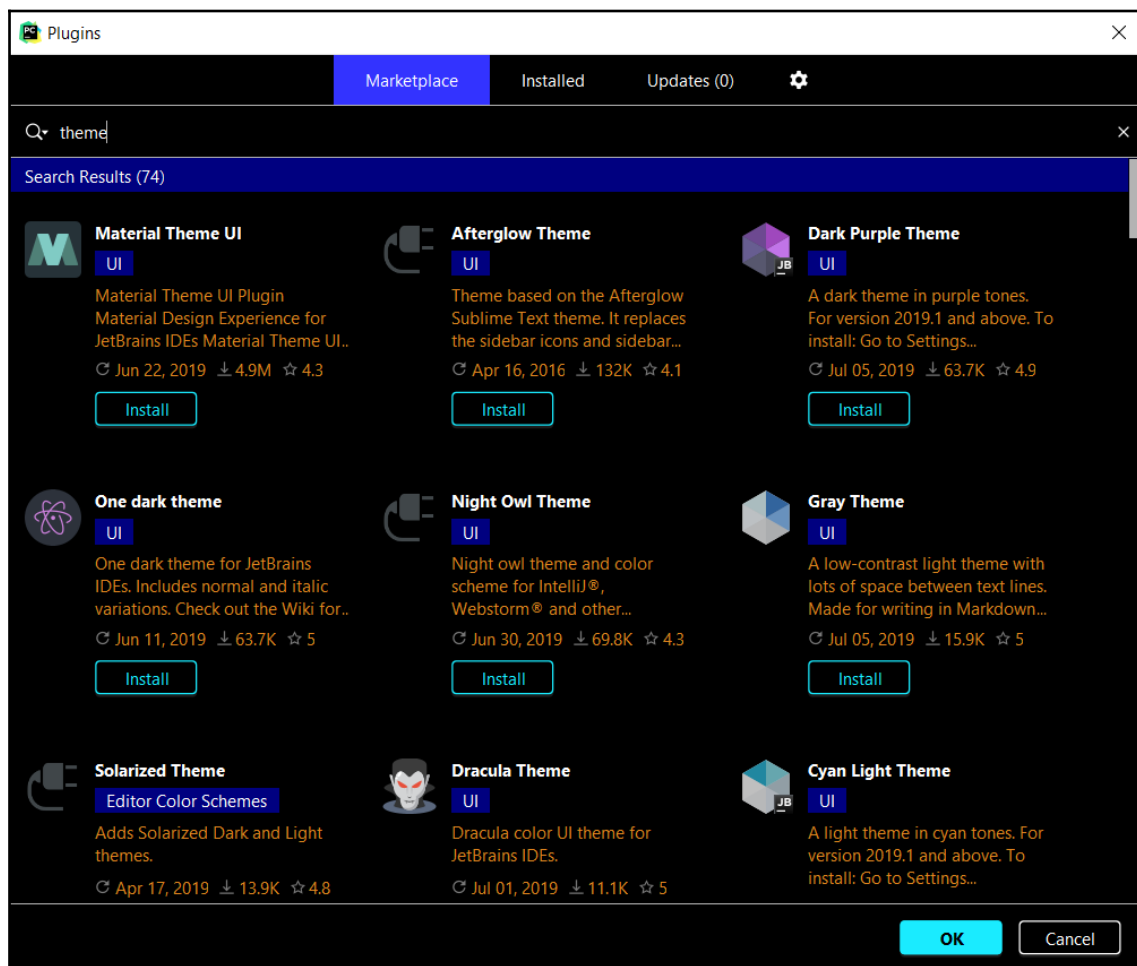 PC Plugins
Marketplace Installed Updates (0)
theme
Search Results (74)
Material Theme UI
UI
Material Theme UI Plugin
Material Design Experience for
JetBrains IDEs Material Theme UI..
Jun 22, 2019 4.9M 4.3
Install
Afterglow Theme
UI
Theme based on the Afterglow
Sublime Text theme. It replaces
the sidebar icons and sidebar...
Apr 16, 2016 132K 4.1
Install
Dark Purple Theme
JB
UI
A dark theme in purple tones.
For version 2019.1 and above. To
install: Go to Settings...
Jul 05, 2019 63.7K 4.9
Install
One dark theme
UI
One dark theme for JetBrains
IDEs. Includes normal and italic
variations. Check out the Wiki for..
Jun 11, 2019 63.7K 5
Install
Night Owl Theme
UI
Night owl theme and color
scheme for IntelliJ®,
Webstorm® and other...
Jun 30, 2019 69.8K 4.3
Install
Gray Theme
UI
A low-contrast light theme with
lots of space between text lines.
Made for writing in Markdown...
Jul 05, 2019 15.9K 5
Install
Solarized Theme
Editor Color Schemes
Adds Solarized Dark and Light
themes.
Apr 17, 2019 13.9K 4.8
Dracula Theme
UI
Dracula color UI theme for
JetBrains IDEs.
Jul 01, 2019 11.1K 5
Cyan Light Theme
JB
UI
A light theme in cyan tones. For
version 2019.1 and above. To
install: Go to Settings...
OK Cancel